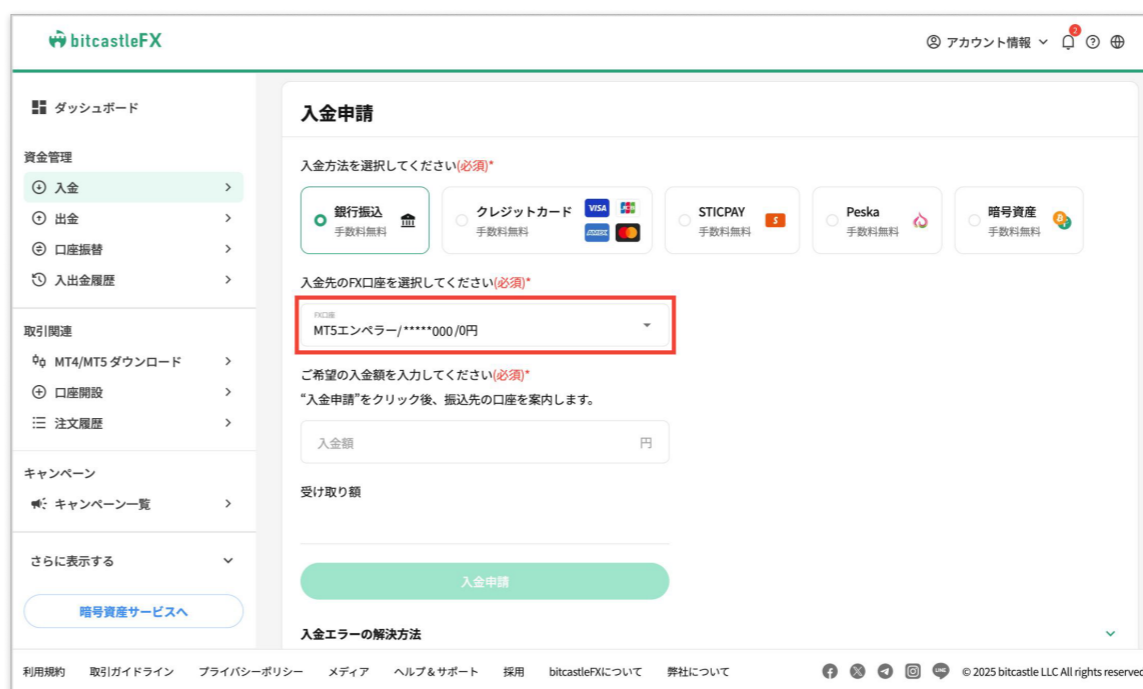 bitcastleFX
アカウント情報
2
ダッシュボード
資金管理
入金
出金
口座振替
入出金履歴
取引関連
MT4/MT5 ダウンロード
口座開設
注文履歴
キャンペーン
キャンペーン一覧
さらに表示する
暗号資産サービスへ
入金申請
入金方法を選択してください(必須)*
銀行振込
手数料無料
クレジットカード
手数料無料
VISA
JCB
STICPAY
手数料無料
S
Peska
手数料無料
暗号資産
手数料無料
入金先のFX口座を選択してください(必須)*
FX口座
MT5エンペラー/*****000/0円
ご希望の入金額を入力してください(必須)*
“入金申請”をクリック後、振込先の口座を案内します。
入金額 円
受け取り額
入金申請
入金エラーの解決方法
利用規約 取引ガイドライン プライバシーポリシー メディア ヘルプ&サポート 採用 bitcastleFXについて 弊社について
LINE
© 2025 bitcastle LLC All rights reserved